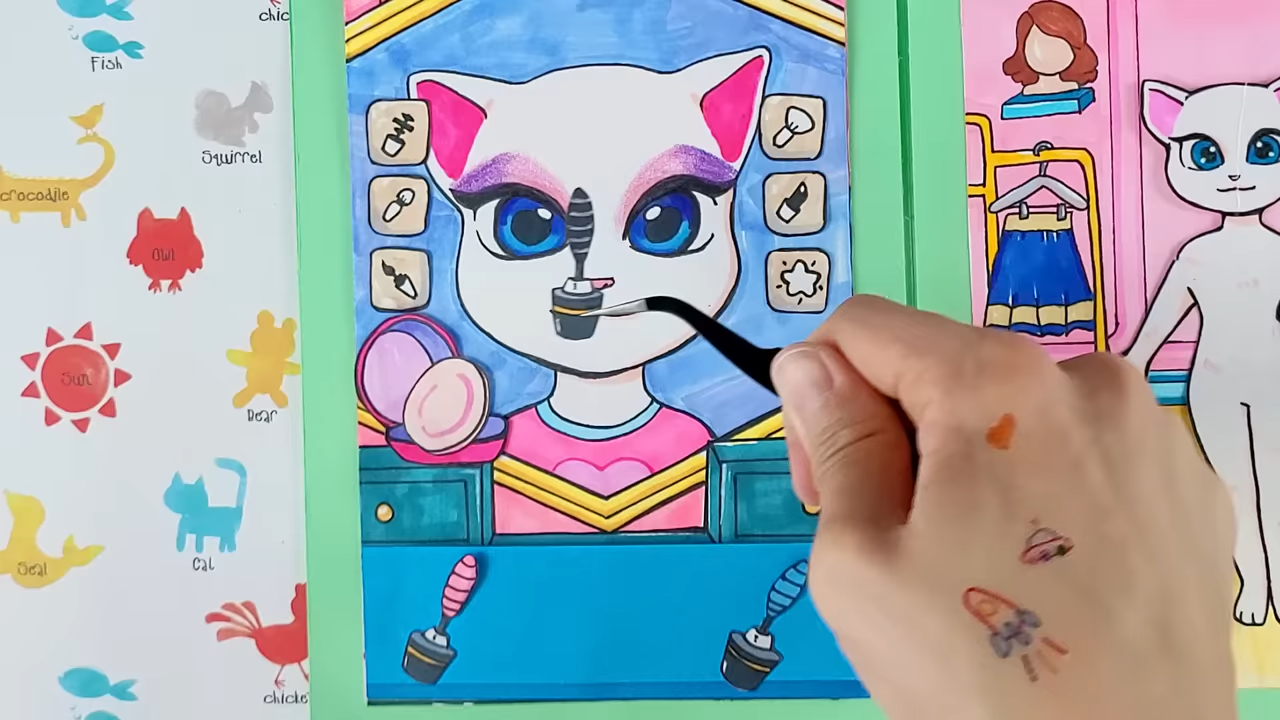 chic
Fish
Squirrel
crocodile
owl
Sun
Bear
Seal
Cat
chicke